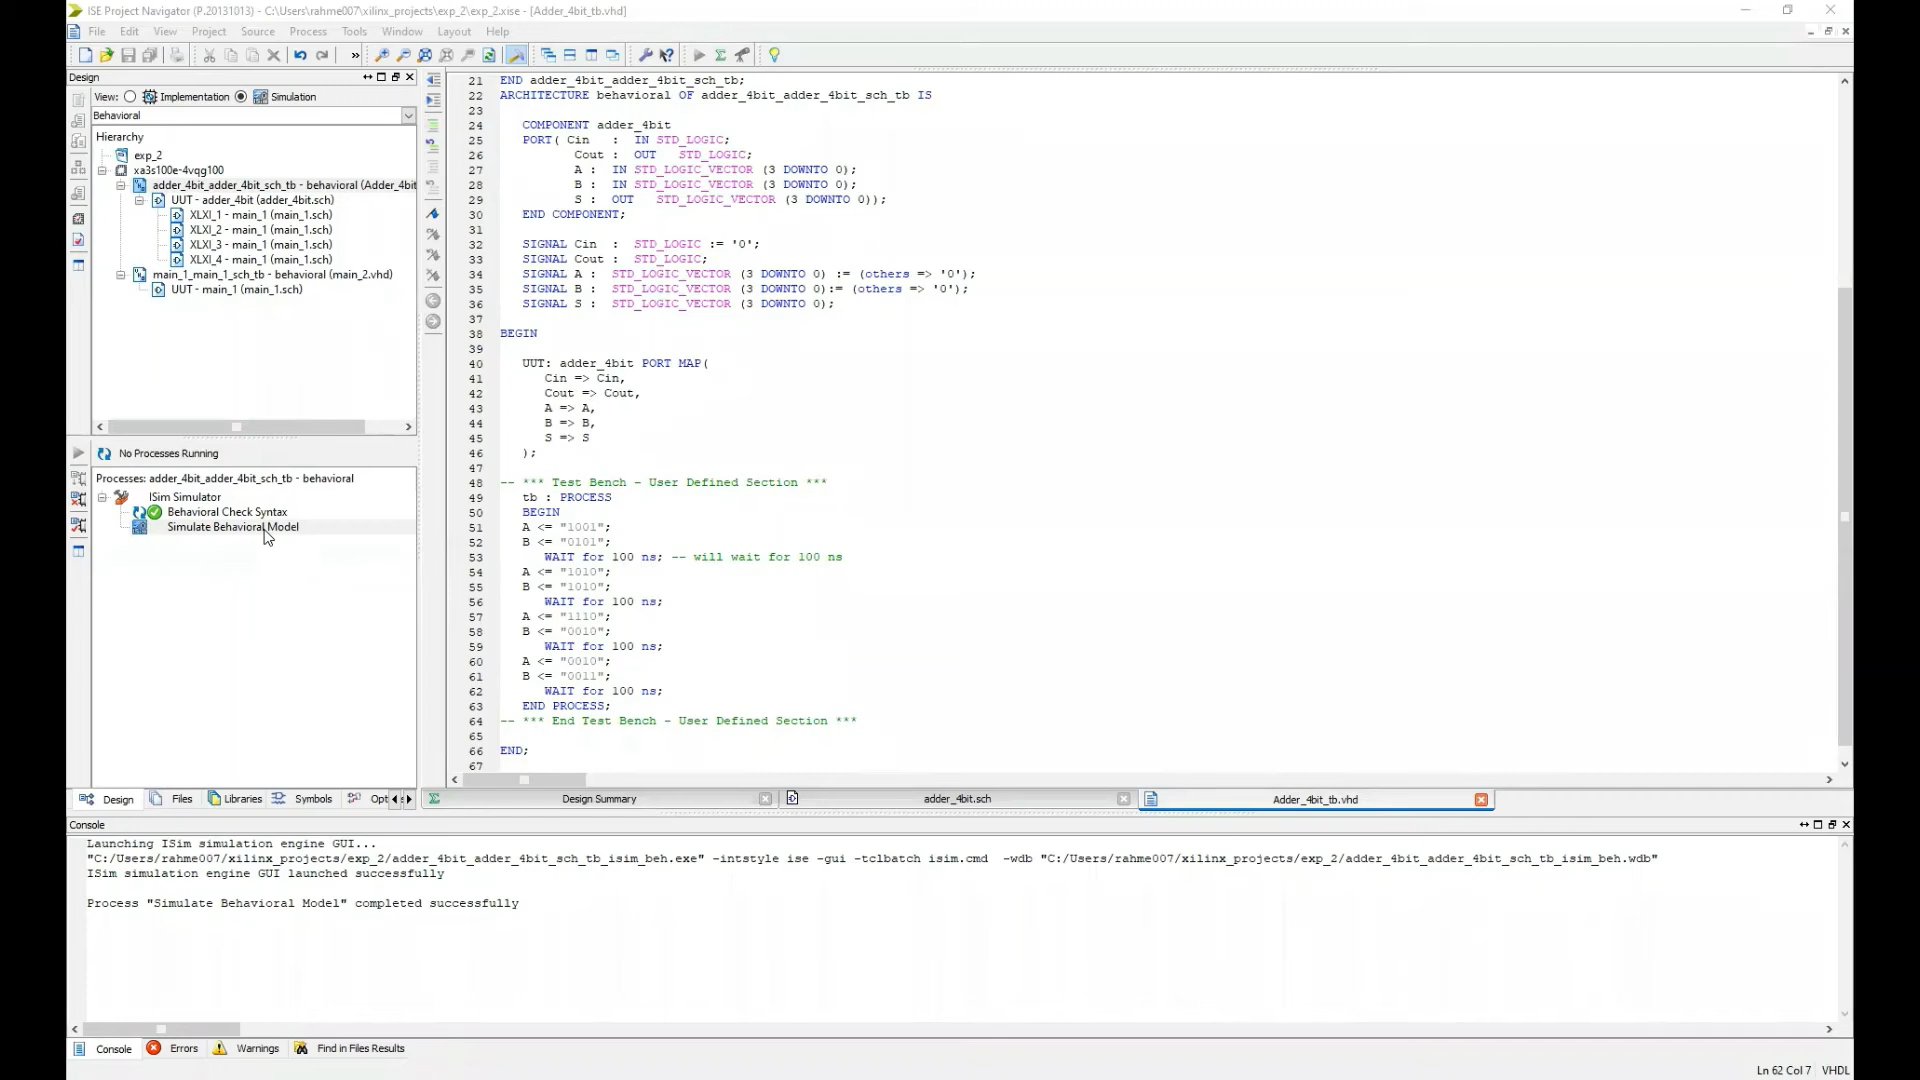 ISE Project Navigator (P.20131013) - C:\Users\rahme007\xilinx_projects\exp_2\exp_2.xise - [Adder_4bit_tb.vhd]
File Edit View Project Source Process Tools Window Layout Help
Design
View: Implementation Simulation
Behavioral
Hierarchy
exp_2
xa3s100e-4vqg100
adder_4bit_adder_4bit_sch_tb - behavioral (Adder_4bit
UUT - adder_4bit (adder_4bit.sch)
XLXI_1 - main_1 (main_1.sch)
XLXI_2 - main_1 (main_1.sch)
XLXI_3 - main_1 (main_1.sch)
XLXI_4 - main_1 (main_1.sch)
main_1_main_1_sch_tb - behavioral (main_2.vhd)
UUT - main_1 (main_1.sch)
No Processes Running
Processes: adder_4bit_adder_4bit_sch_tb - behavioral
ISim Simulator
Behavioral Check Syntax
Simulate Behavioral Model
Design Files Libraries Symbols Opt
21 END adder_4bit_adder_4bit_sch_tb;
22 ARCHITECTURE behavioral OF adder_4bit_adder_4bit_sch_tb IS
23
24 COMPONENT adder_4bit
25 PORT( Cin : IN STD_LOGIC;
26 Cout : OUT STD_LOGIC;
27 A : IN STD_LOGIC_VECTOR (3 DOWNTO 0);
28 B : IN STD_LOGIC_VECTOR (3 DOWNTO 0);
29 S : OUT STD_LOGIC_VECTOR (3 DOWNTO 0));
30 END COMPONENT;
31
32 SIGNAL Cin : STD_LOGIC := '0';
33 SIGNAL Cout : STD_LOGIC;
34 SIGNAL A : STD_LOGIC_VECTOR (3 DOWNTO 0) := (others => '0');
35 SIGNAL B : STD_LOGIC_VECTOR (3 DOWNTO 0):= (others => '0');
36 SIGNAL S : STD_LOGIC_VECTOR (3 DOWNTO 0);
37
38 BEGIN
39
40 UUT: adder_4bit PORT MAP(
41 Cin => Cin,
42 Cout => Cout,
43 A => A,
44 B => B,
45 S => S
46 );
47
48 -- *** Test Bench - User Defined Section ***
49 tb : PROCESS
50 BEGIN
51 A <= "1001";
52 B <= "0101";
53 WAIT for 100 ns; -- will wait for 100 ns
54 A <= "1010";
55 B <= "1010";
56 WAIT for 100 ns;
57 A <= "1110";
58 B <= "0010";
59 WAIT for 100 ns;
60 A <= "0010";
61 B <= "0011";
62 WAIT for 100 ns;
63 END PROCESS;
64 -- *** End Test Bench - User Defined Section ***
65
66 END;
67
Design Summary adder_4bit.sch Adder_4bit_tb.vhd
Console
Launching ISim simulation engine GUI...
"C:/Users/rahme007/xilinx_projects/exp_2/adder_4bit_adder_4bit_sch_tb_isim_beh.exe" -intstyle ise -gui -tclbatch isim.cmd -wdb "C:/Users/rahme007/xilinx_projects/exp_2/adder_4bit_adder_4bit_sch_tb_isim_beh.wdb"
ISim simulation engine GUI launched successfully
Process "Simulate Behavioral Model" completed successfully
Console Errors Warnings Find in Files Results
Ln 62 Col 7 VHDL